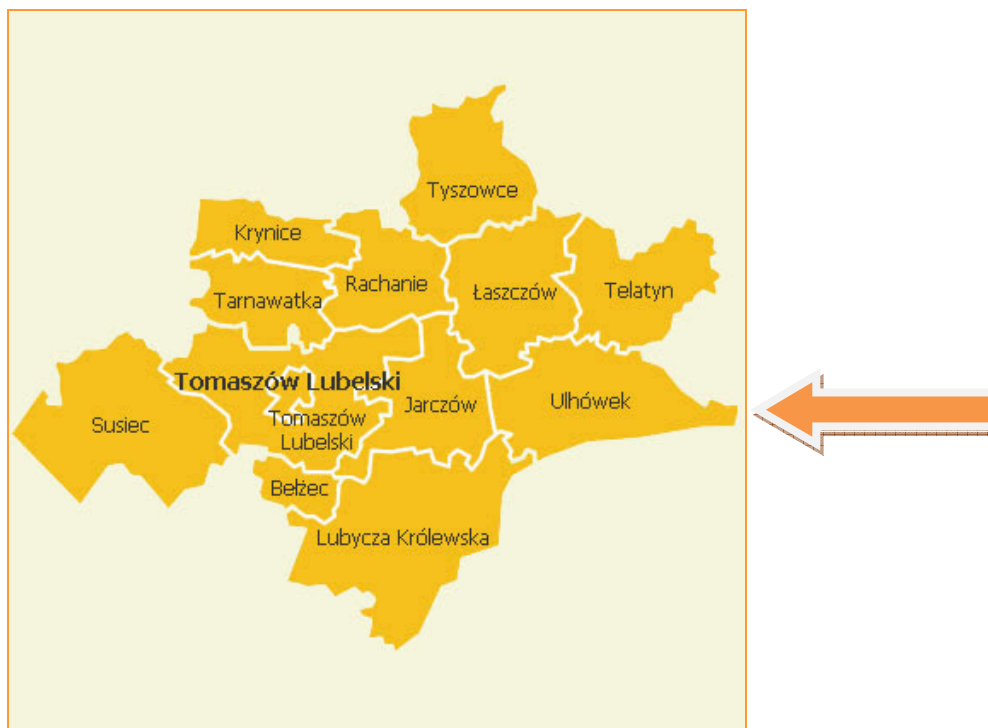 Tyszowce
Krynice
Rachanie
Łaszczów
Telatyn
Tarnawatka
Tomaszów Lubelski
Susiec
Tomaszów
Lubelski
Jarczów
Ulhówek
Bełżec
Lubycza Królewska